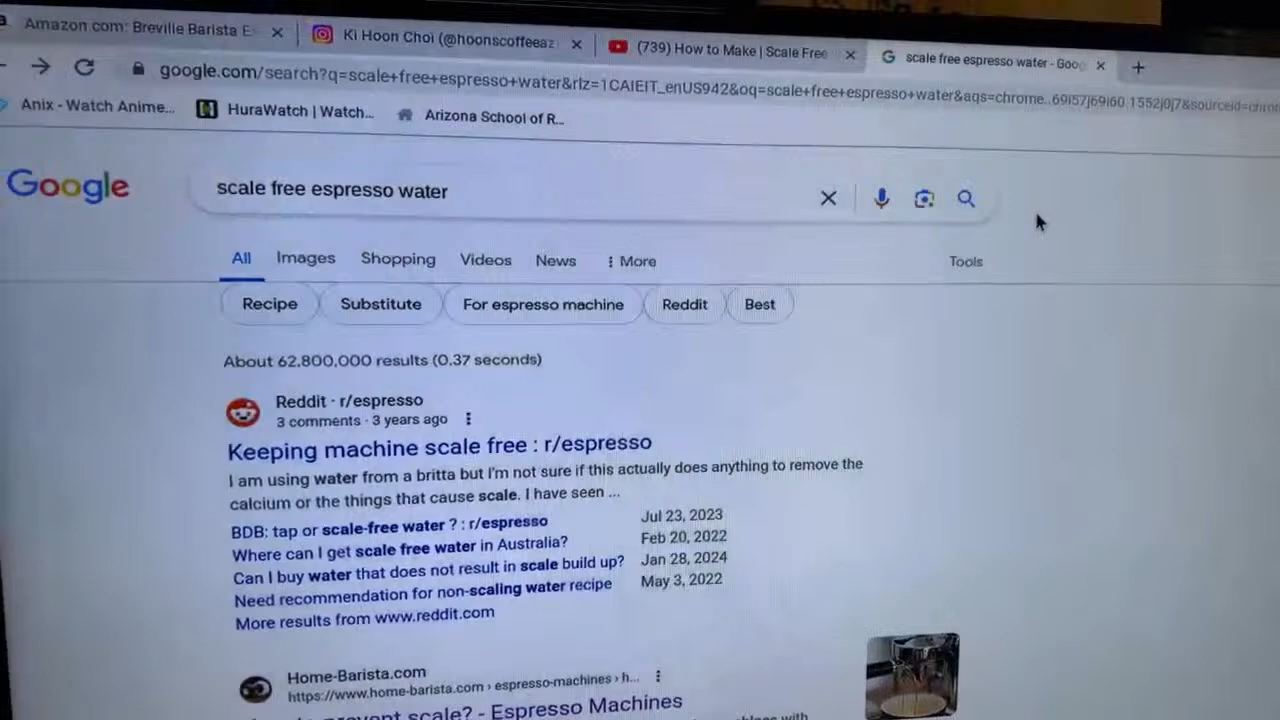 Amazon com: Breville Barista E
Ki Hoon Choi (@hoonscoffeeaz
(739) How to Make | Scale Free
scale free espresso water - Goog
google.com/search?q=scale+free+espresso+water&rlz=1CAIEIT_enUS942&oq=scale+free+espresso+water&aqs=chrome..69i57j69i60.1552j0j7&sourceid=chro
Anix - Watch Anime...
HuraWatch | Watch...
Arizona School of R...
Google
scale free espresso water
All
Images
Shopping
Videos
News
More
Tools
Recipe
Substitute
For espresso machine
Reddit
Best
About 62,800,000 results (0.37 seconds)
Reddit · r/espresso
3 comments · 3 years ago
Keeping machine scale free : r/espresso
I am using water from a britta but I'm not sure if this actually does anything to remove the
calcium or the things that cause scale. I have seen ...
BDB: tap or scale-free water ? : r/espresso
Jul 23, 2023
Where can I get scale free water in Australia?
Feb 20, 2022
Can I buy water that does not result in scale build up?
Jan 28, 2024
Need recommendation for non-scaling water recipe
May 3, 2022
More results from www.reddit.com
Home-Barista.com
https://www.home-barista.com › espresso-machines › h...
prevent scale? - Espresso Machines
with